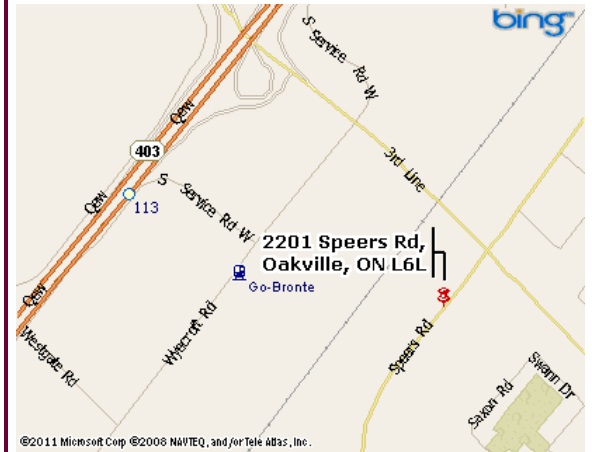 bing
S Service Rd W
Qew
403
3rd Line
S Service Rd W
Qew
113
2201 Speers Rd,
Oakville, ON L6L
Go-Bronte
Qew
Westgate Rd
Wyecroft Rd
Speers Rd
Swann Dr
Saxon Rd
©2011 Microsoft Corp ©2008 NAVTEQ, and/or Tele Atlas, Inc.